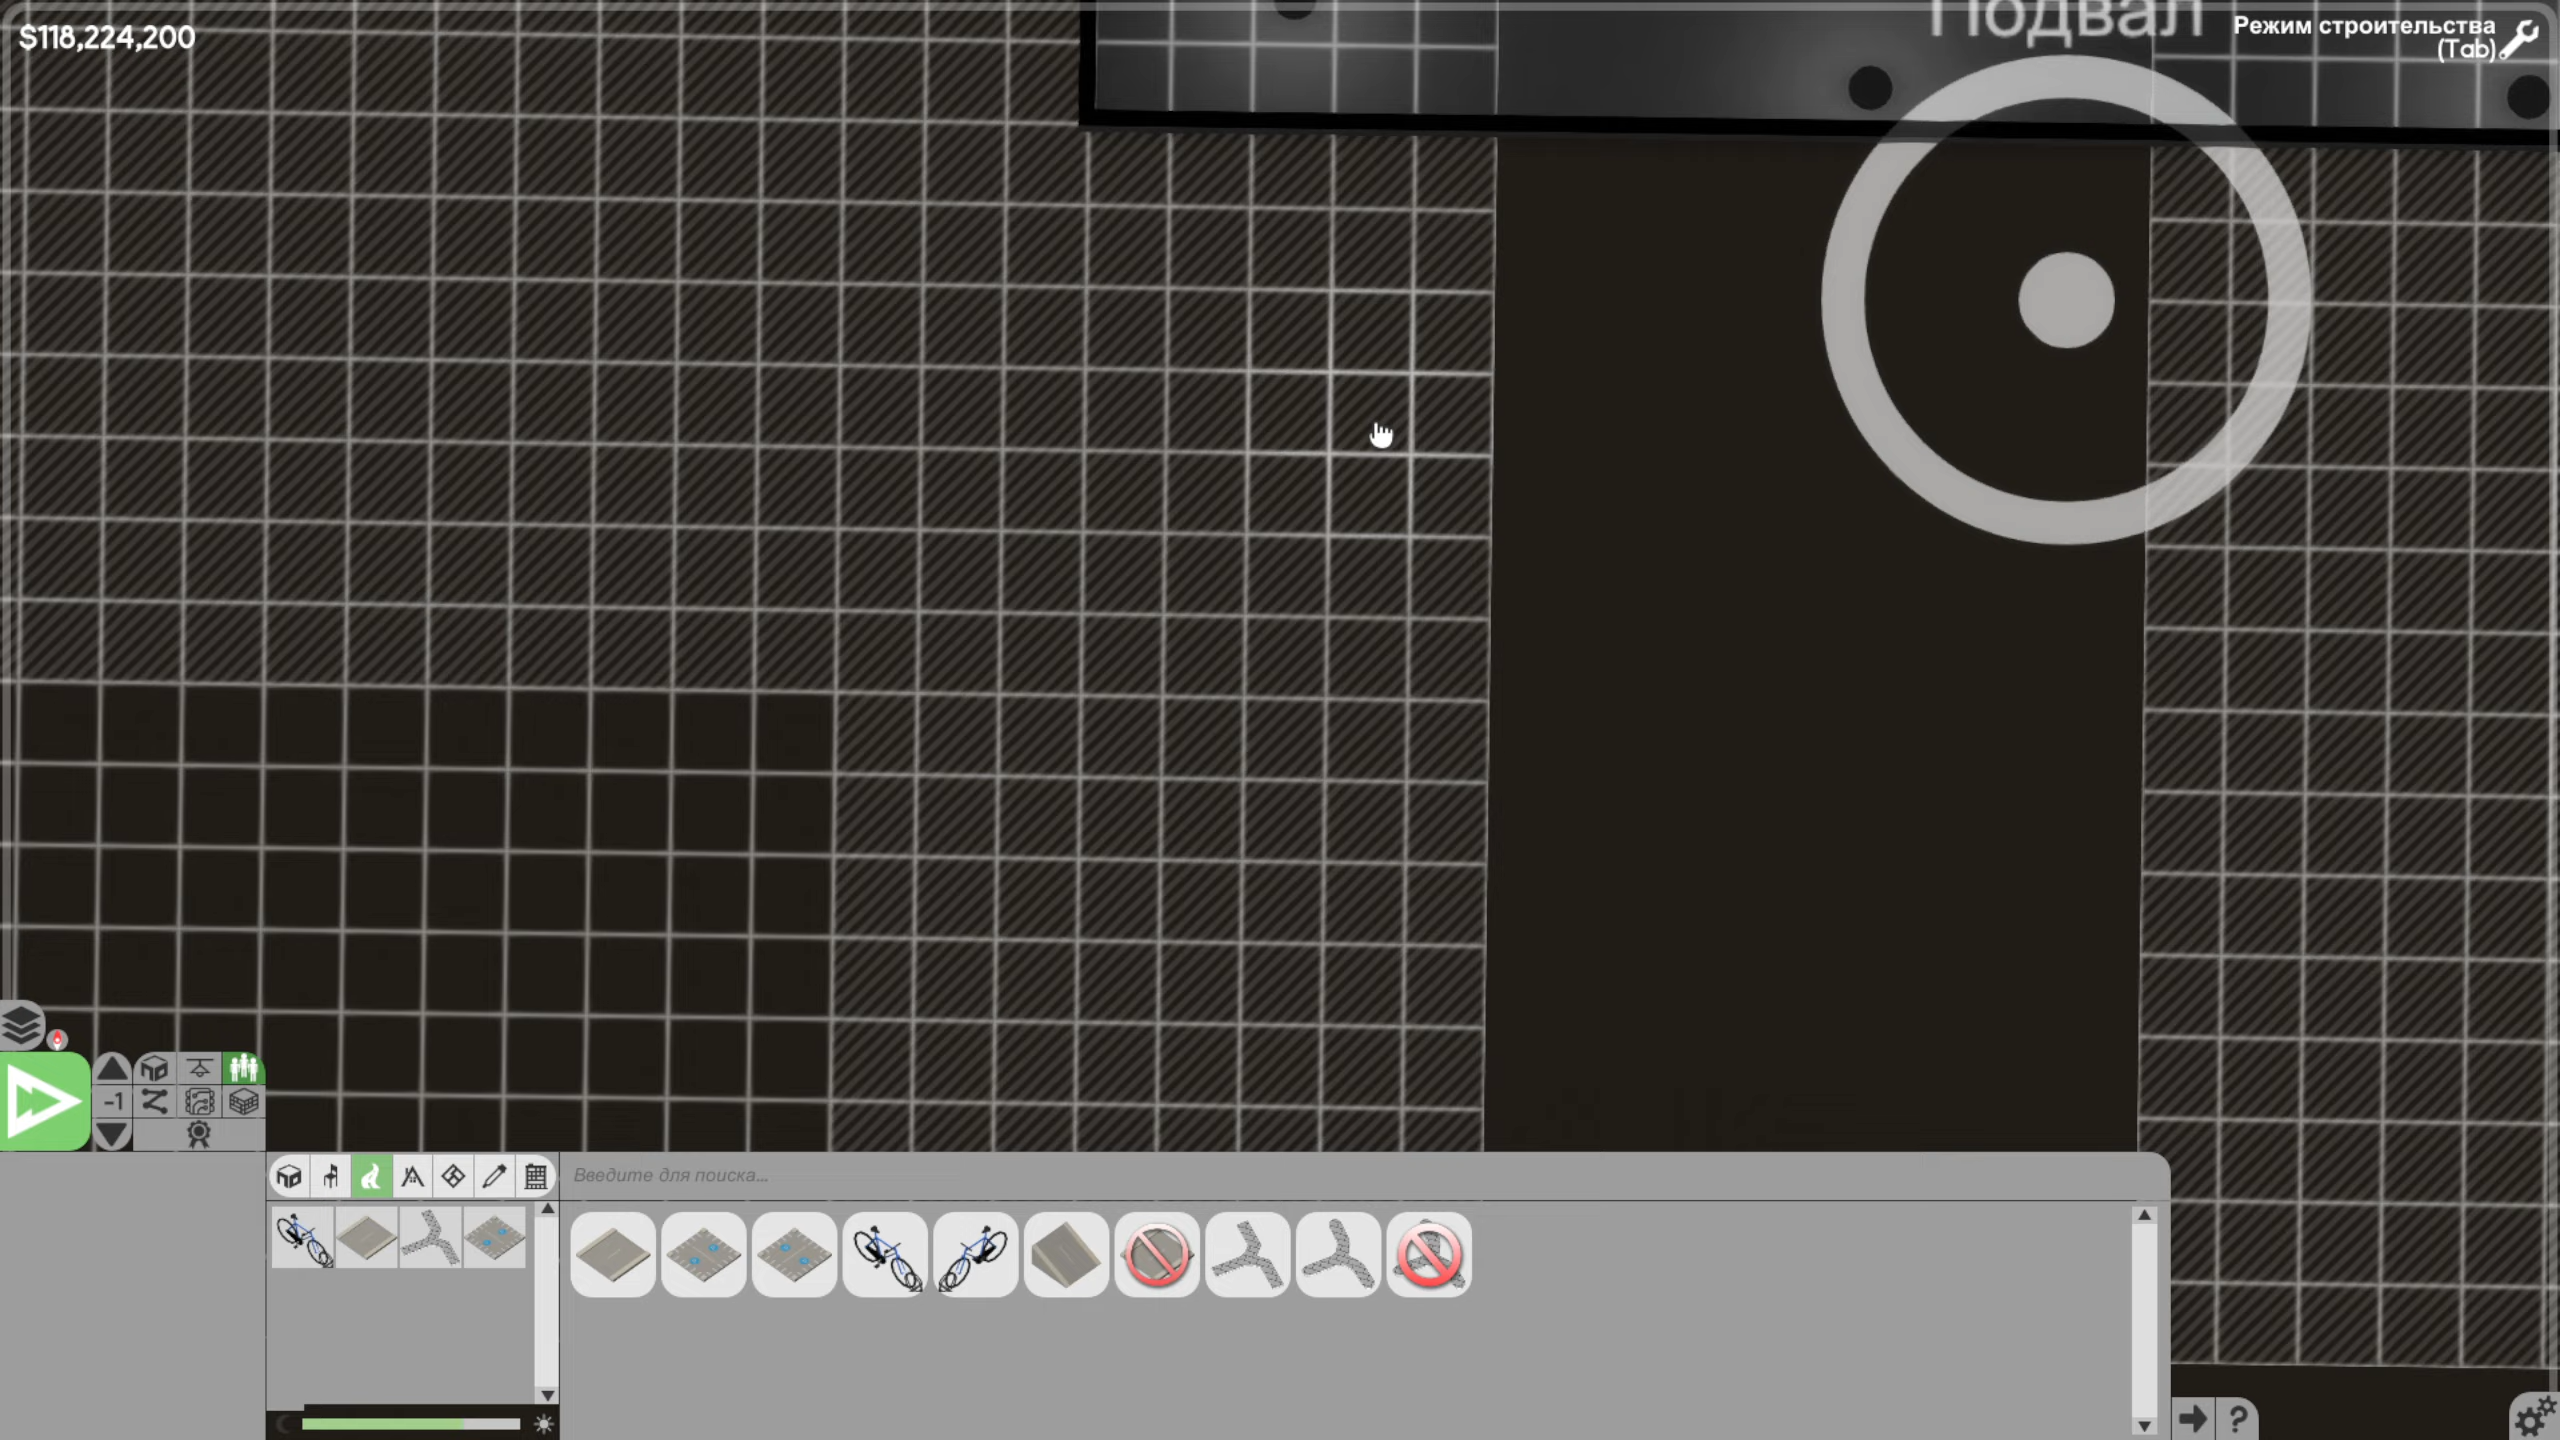 $118,224,200
Подвал
Режим строительства
(Tab)
-1
Введите для поиска...
?